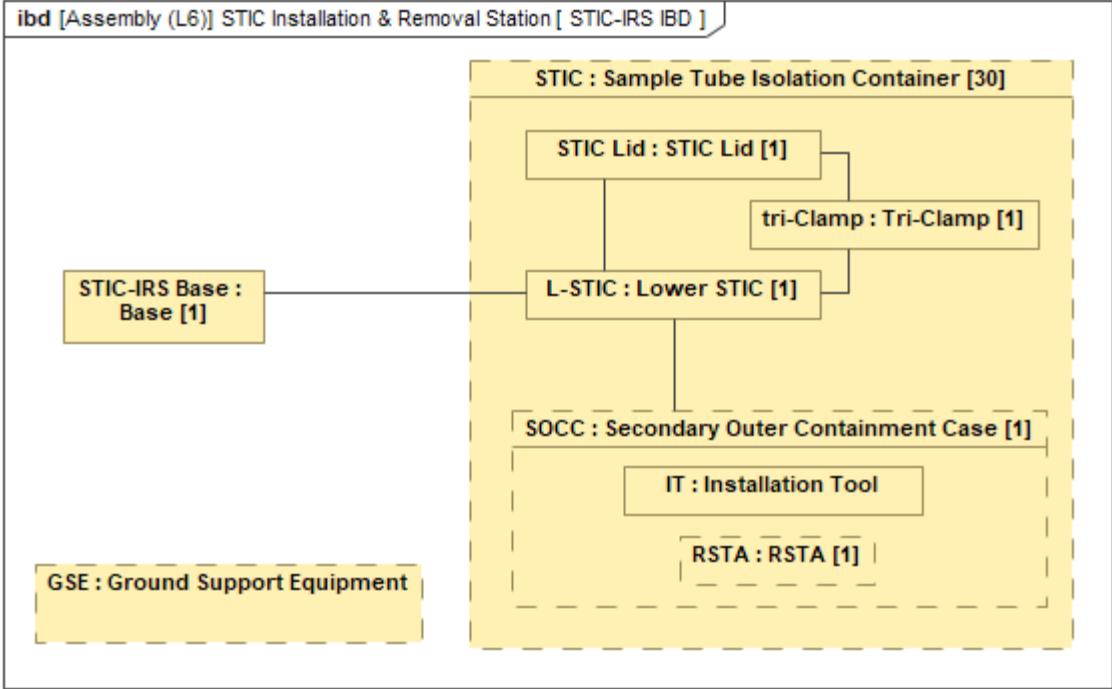 ibd [Assembly (L6)] STIC Installation & Removal Station [ STIC-IRS IBD ]
STIC : Sample Tube Isolation Container [30]
STIC Lid : STIC Lid [1]
tri-Clamp : Tri-Clamp [1]
STIC-IRS Base :
Base [1]
L-STIC : Lower STIC [1]
SOCC : Secondary Outer Containment Case [1]
IT : Installation Tool
RSTA : RSTA [1]
GSE : Ground Support Equipment